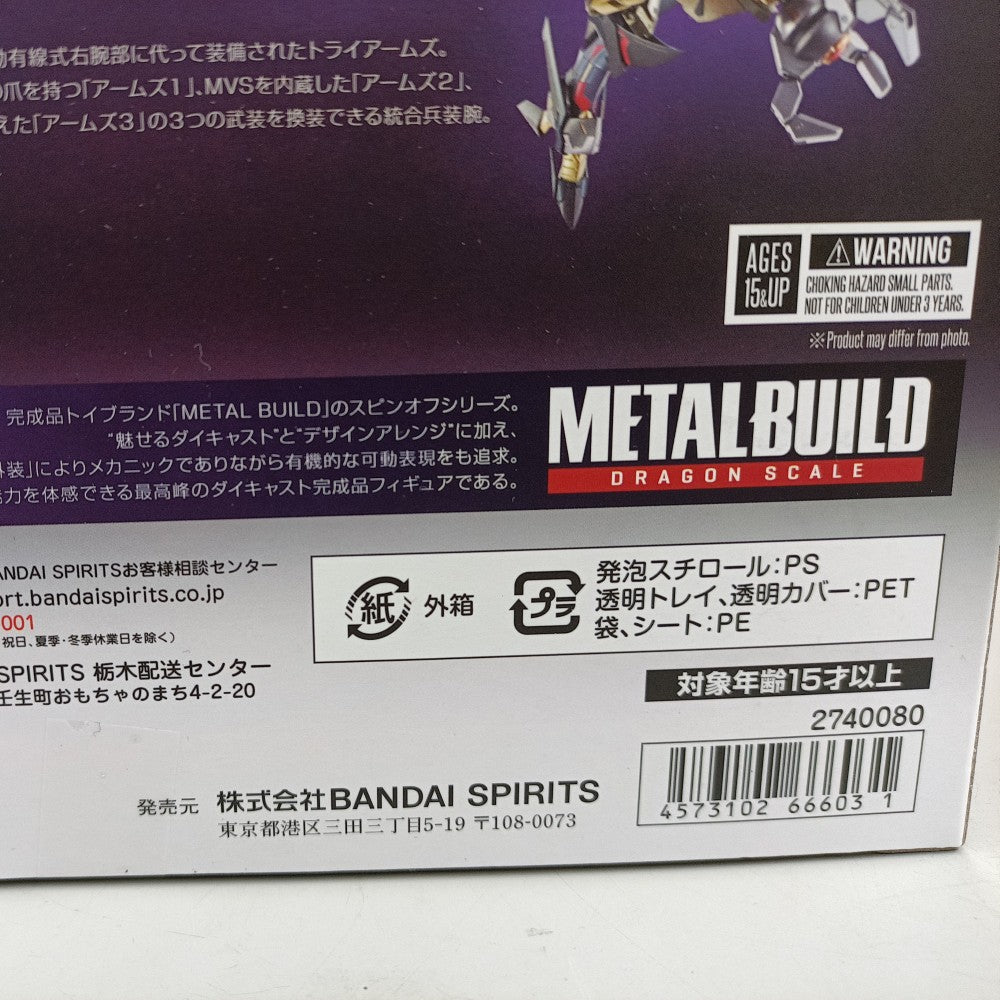 有線式右腕部に代って装備されたトライアームズ。
爪を持つ「アームズ1」、MVSを内蔵した「アームズ2」、
えた「アームズ3」の3つの武装を換装できる統合兵装腕。
AGES
15&UP
⚠WARNING
CHOKING HAZARD SMALL PARTS.
NOT FOR CHILDREN UNDER 3 YEARS.
※Product may differ from photo.
完成品トイブランド「METAL BUILD」のスピンオフシリーズ。
"魅せるダイキャスト"と"デザインアレンジ"に加え、
外装」によりメカニックでありながら有機的な可動表現をも追求。
力を体感できる最高峰のダイキャスト完成品フィギュアである。
METAL BUILD
DRAGON SCALE
ANDAI SPIRITSお客様相談センター
ort.bandaispirits.co.jp
001
祝日、夏季・冬季休業日を除く)
SPIRITS 栃木配送センター
壬生町おもちゃのまち4-2-20
紙
外箱
プラ
発泡スチロール:PS
透明トレイ、透明カバー:PET
袋、シート:PE
対象年齢15才以上
2740080
4573102 666031
発売元 株式会社BANDAI SPIRITS
東京都港区三田三丁目5-19 〒108-0073